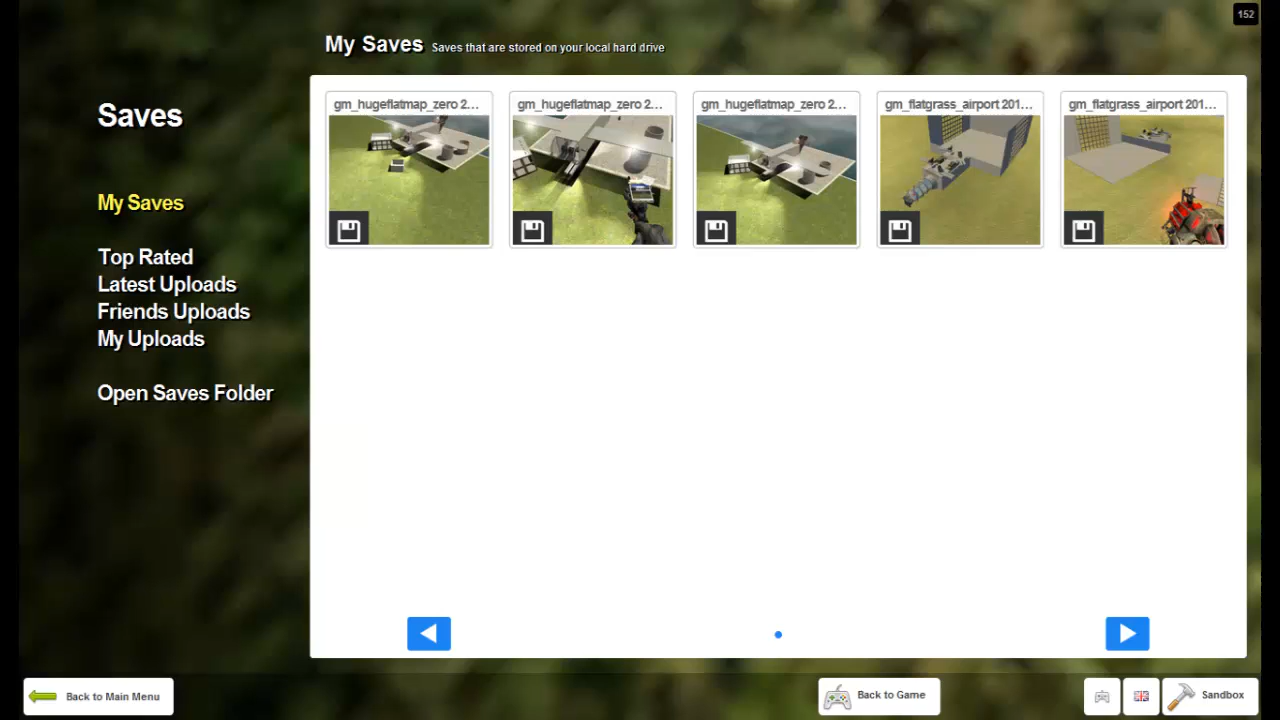 152
My Saves Saves that are stored on your local hard drive
Saves
My Saves
Top Rated
Latest Uploads
Friends Uploads
My Uploads
Open Saves Folder
gm_hugeflatmap_zero 2...
gm_hugeflatmap_zero 2...
gm_hugeflatmap_zero 2...
gm_flatgrass_airport 201...
gm_flatgrass_airport 201...
Back to Main Menu
Back to Game
Sandbox